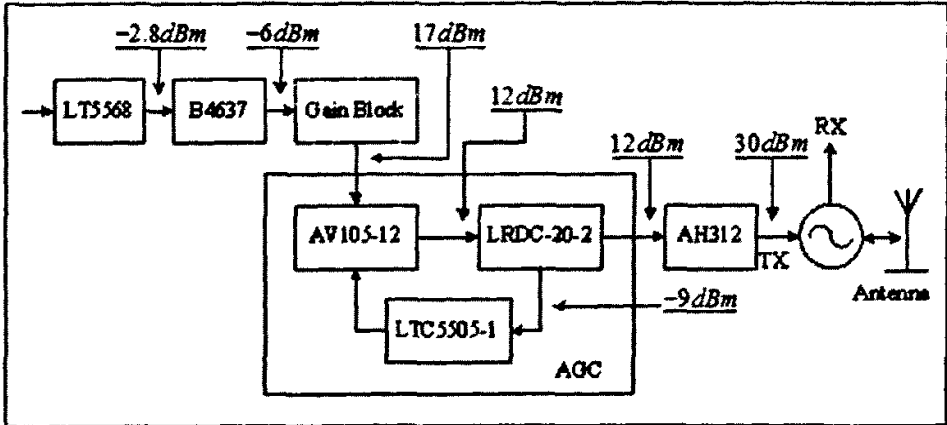 -2.8dBm
-6dBm
17dBm
12dBm
LT5568
B4637
Gain Block
12dBm
30dBm
RX
AV105-12
LRDC-20-2
AH312
TX
Antenna
-9dBm
LTC5505-1
AGC